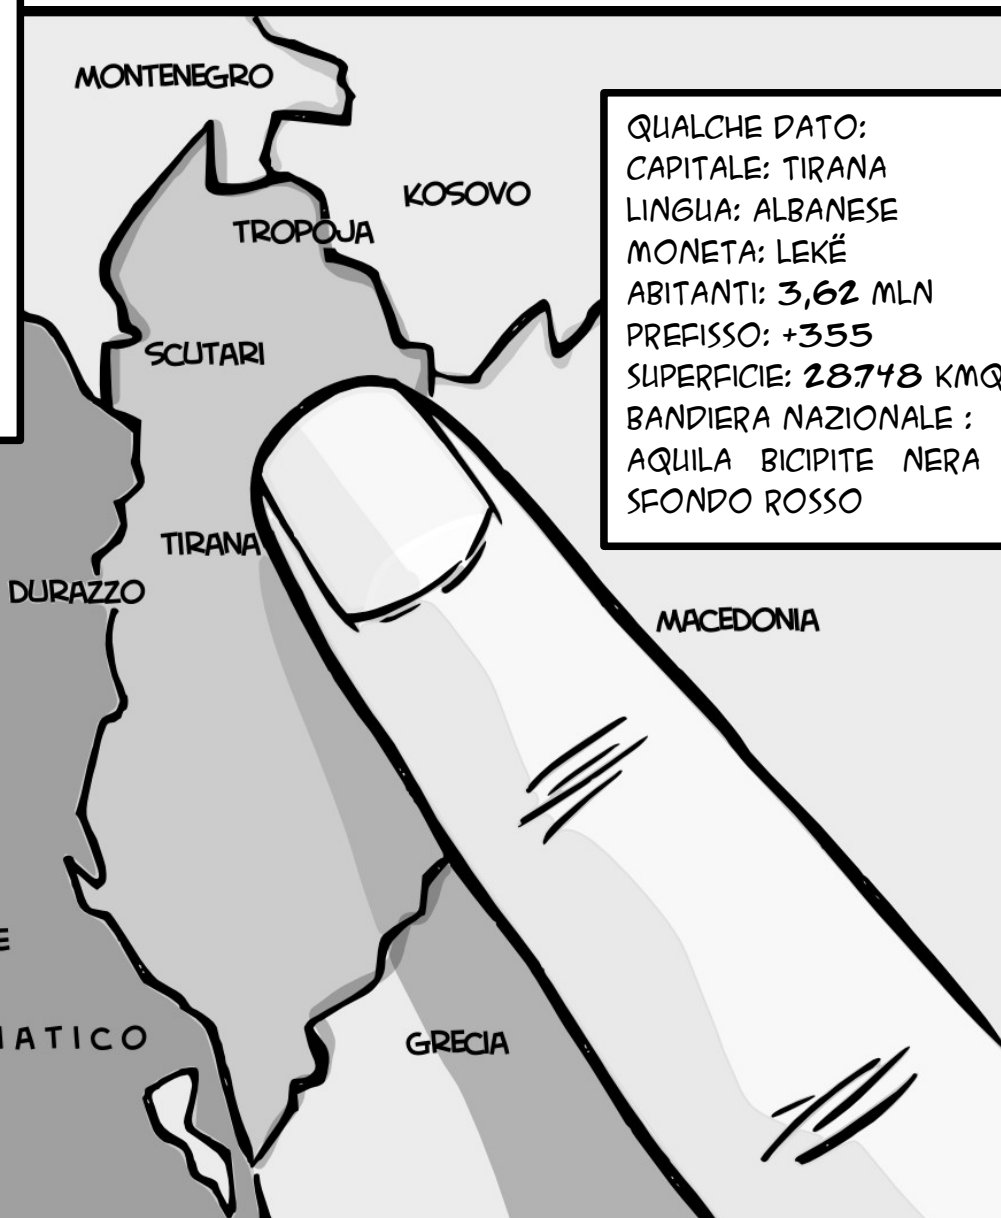 MONTENEGRO
KOSOVO
TROPOJA
SCUTARI
TIRANA
DURAZZO
MACEDONIA
GRECIA
QUALCHE DATO:
CAPITALE: TIRANA
LINGUA: ALBANESE
MONETA: LEKË
ABITANTI: 3,62 MLN
PREFISSO: +355
SUPERFICIE: 28.748 KMQ
BANDIERA NAZIONALE :
AQUILA BICIPITE NERA
SFONDO ROSSO